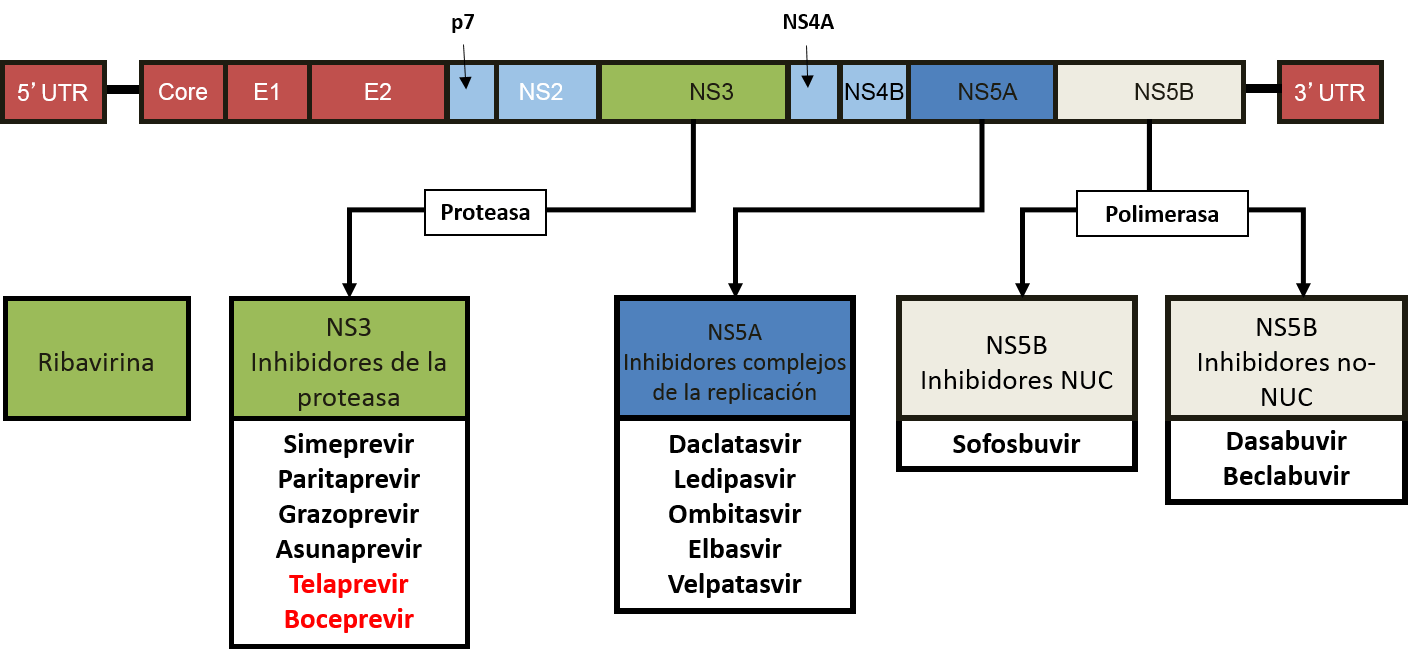 p7
NS4A
5’ UTR
Core
E1
E2
NS2
NS3
NS4B
NS5A
NS5B
3’ UTR
Proteasa
Polimerasa
Ribavirina
NS3
Inhibidores de la
proteasa
Simeprevir
Paritaprevir
Grazoprevir
Asunaprevir
Telaprevir
Boceprevir
NS5A
Inhibidores complejos
de la replicación
Daclatasvir
Ledipasvir
Ombitasvir
Elbasvir
Velpatasvir
NS5B
Inhibidores NUC
Sofosbuvir
NS5B
Inhibidores no-
NUC
Dasabuvir
Beclabuvir